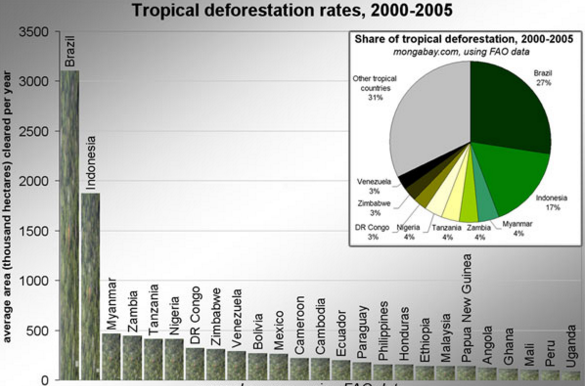 Tropical deforestation rates, 2000-2005
average area (thousand hectares) cleared per year
3500
3000
2500
2000
1500
1000
500
0
Brazil
Indonesia
Myanmar
Zambia
Tanzania
Nigeria
DR Congo
Zimbabwe
Venezuela
Bolivia
Mexico
Cameroon
Cambodia
Ecuador
Paraguay
Philippines
Honduras
Ethiopia
Malaysia
Papua New Guinea
Angola
Ghana
Mali
Peru
Uganda
Share of tropical deforestation, 2000-2005
mongabay.com, using FAO data
Brazil
27%
Indonesia
17%
Myanmar
4%
Zambia
4%
Tanzania
4%
Nigeria
4%
DR Congo
3%
Zimbabwe
3%
Venezuela
3%
Other tropical
countries
31%